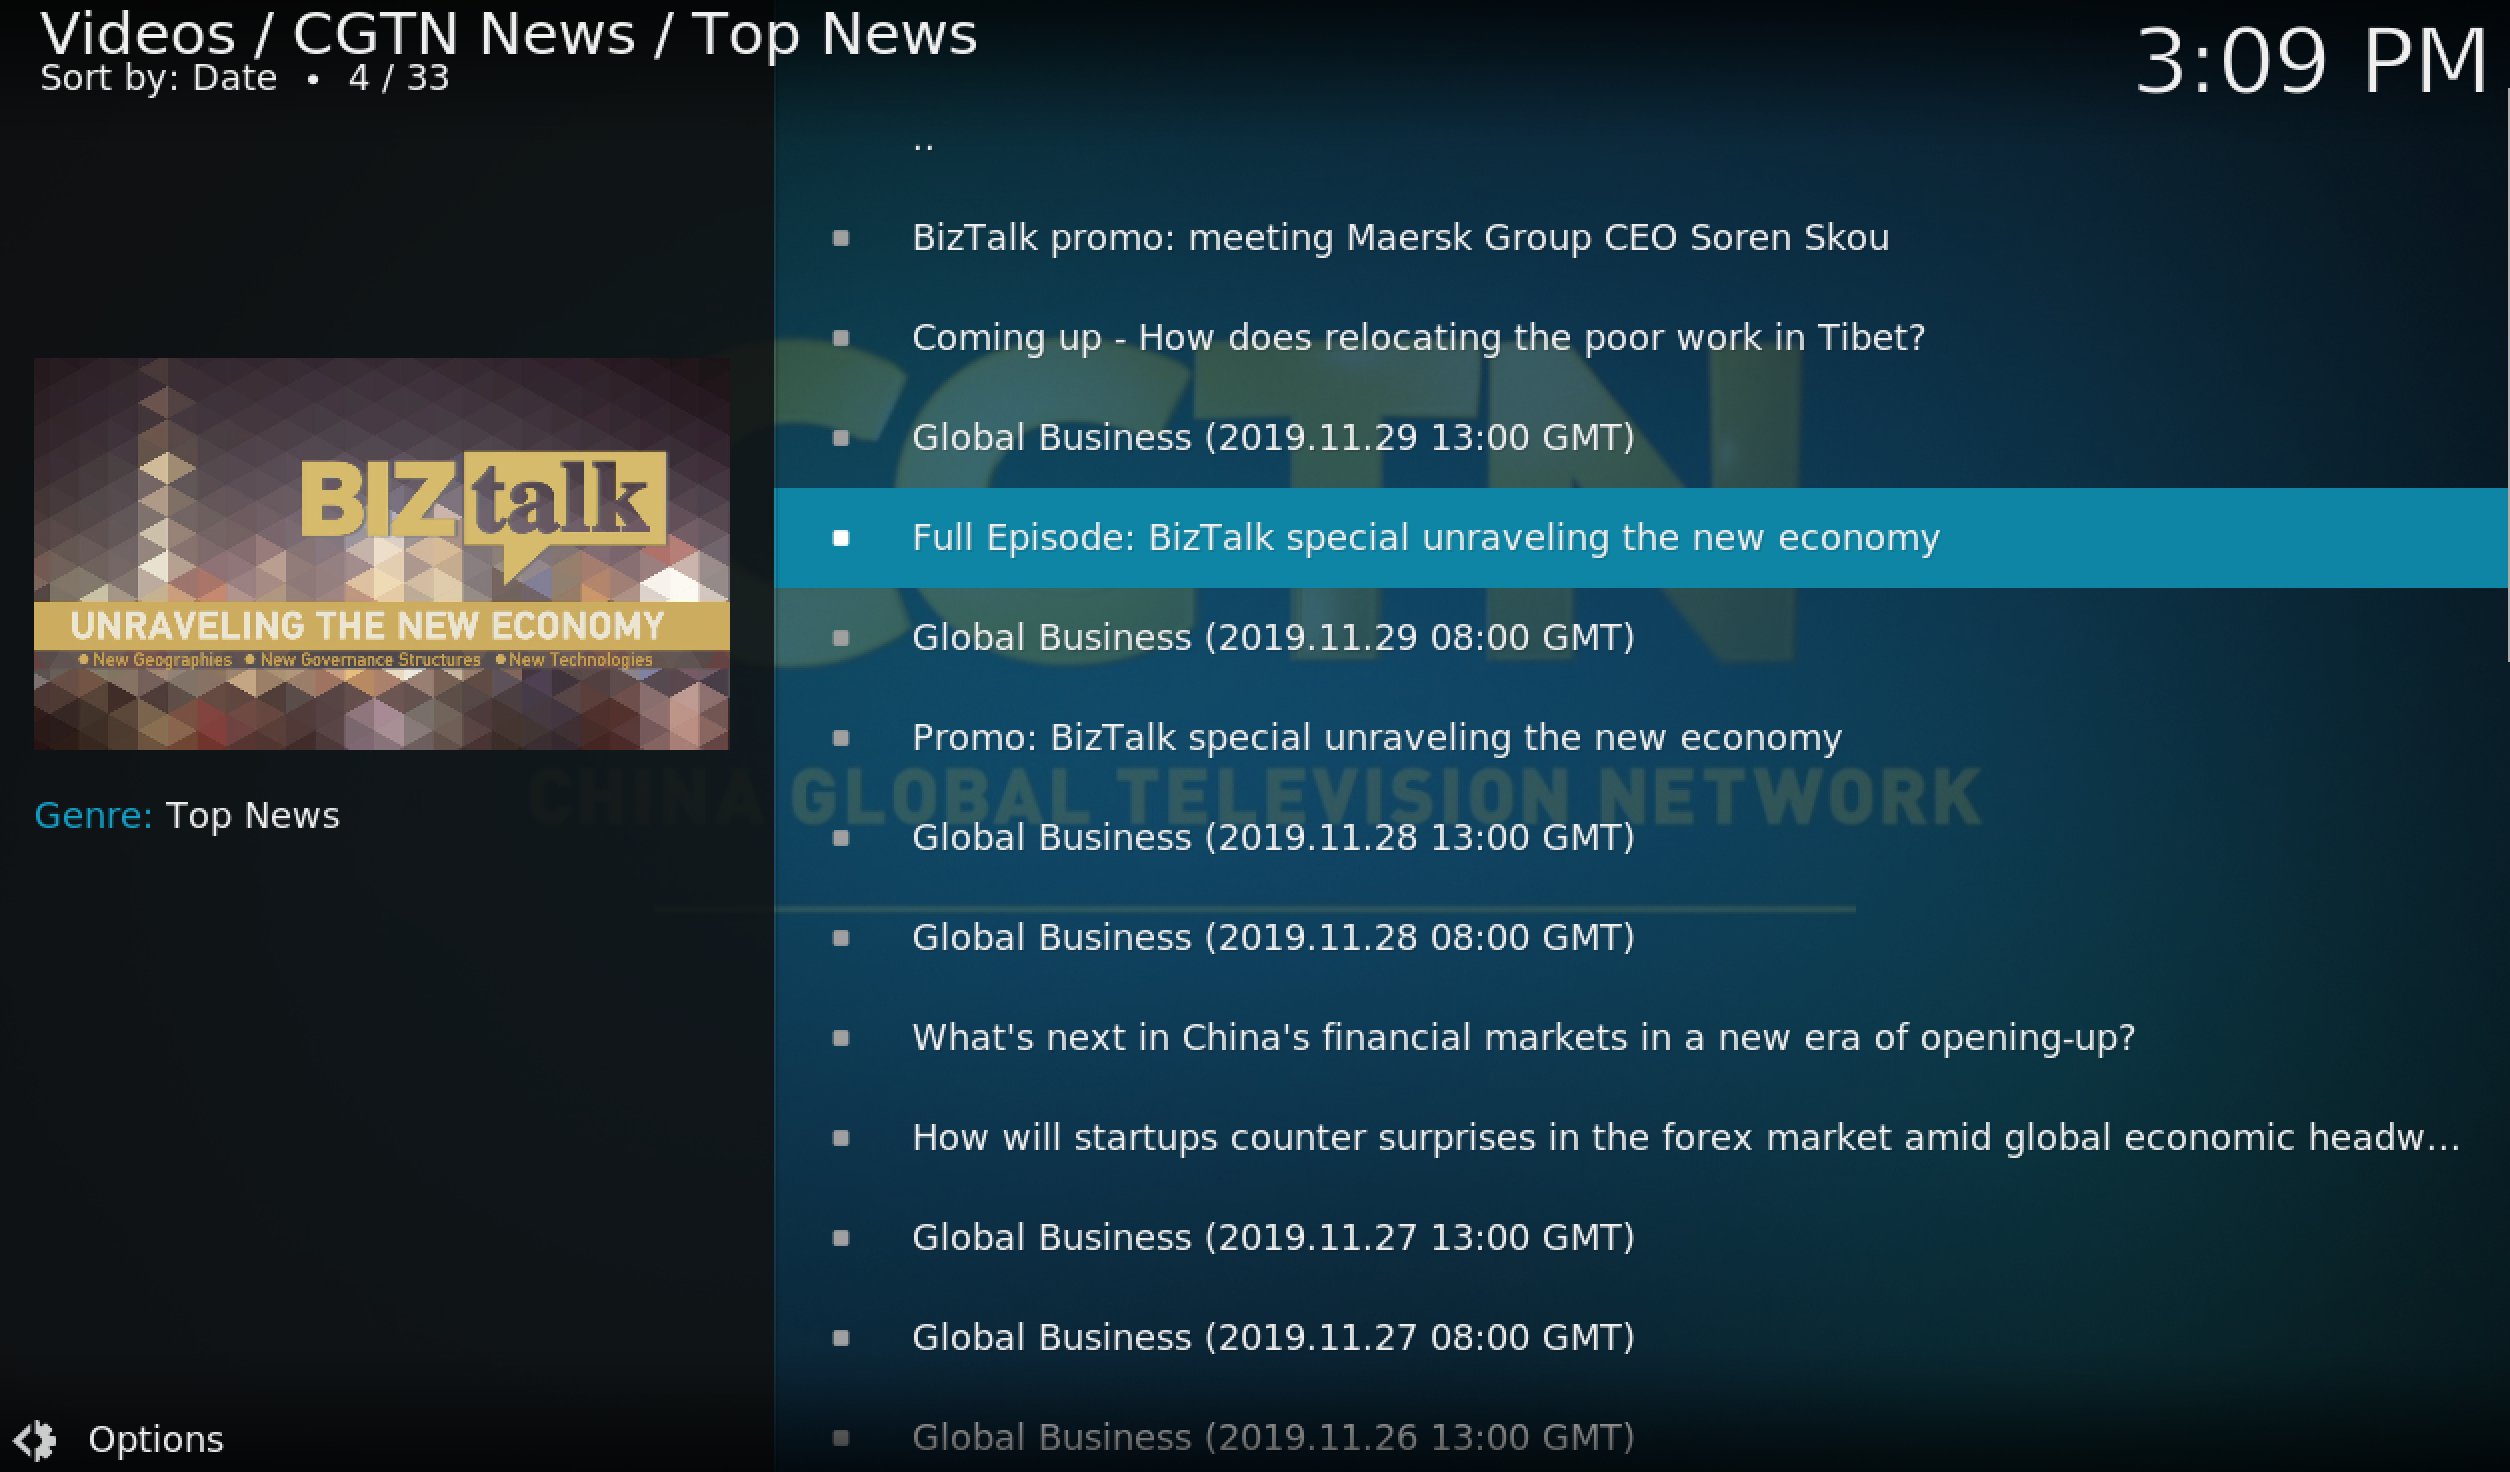 Videos / CGTN News / Top News
Sort by: Date • 4 / 33
3:09 PM
..
BizTalk promo: meeting Maersk Group CEO Soren Skou
Coming up - How does relocating the poor work in Tibet?
Global Business (2019.11.29 13:00 GMT)
Full Episode: BizTalk special unraveling the new economy
Global Business (2019.11.29 08:00 GMT)
Promo: BizTalk special unraveling the new economy
Global Business (2019.11.28 13:00 GMT)
Global Business (2019.11.28 08:00 GMT)
What's next in China's financial markets in a new era of opening-up?
How will startups counter surprises in the forex market amid global economic headw...
Global Business (2019.11.27 13:00 GMT)
Global Business (2019.11.27 08:00 GMT)
Global Business (2019.11.26 13:00 GMT)
CGTN
CHINA GLOBAL TELEVISION NETWORK
BIZ talk
UNRAVELING THE NEW ECONOMY
• New Geographies • New Governance Structures • New Technologies
Genre: Top News
Options